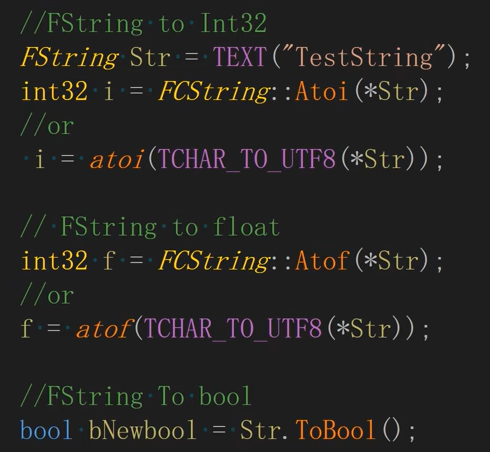 //FString to Int32
FString Str = TEXT("TestString");
int32 i = FCString::Atoi(*Str);
//or
 i = atoi(TCHAR_TO_UTF8(*Str));
// FString to float
int32 f = FCString::Atof(*Str);
//or
f = atof(TCHAR_TO_UTF8(*Str));
//FString To bool
bool bNewbool = Str.ToBool();